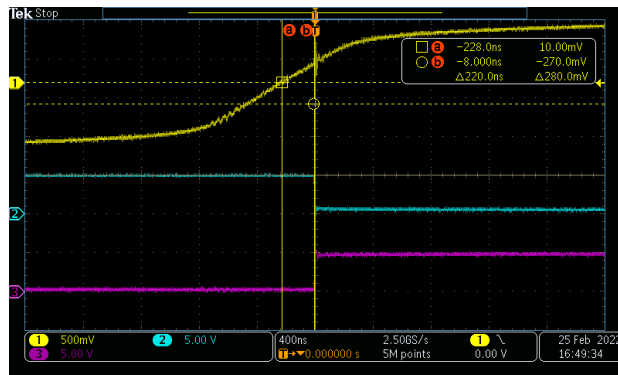 Tek Stop
a b T
a −228.0ns 10.00mV
b −8.000ns −270.0mV
Δ220.0ns Δ280.0mV
1
2
3
1 500mV 2 5.00 V
3 5.00 V
400ns 2.50GS/s
T→▼0.000000 s 5M points
1
0.00 V
25 Feb 2022
16:49:34